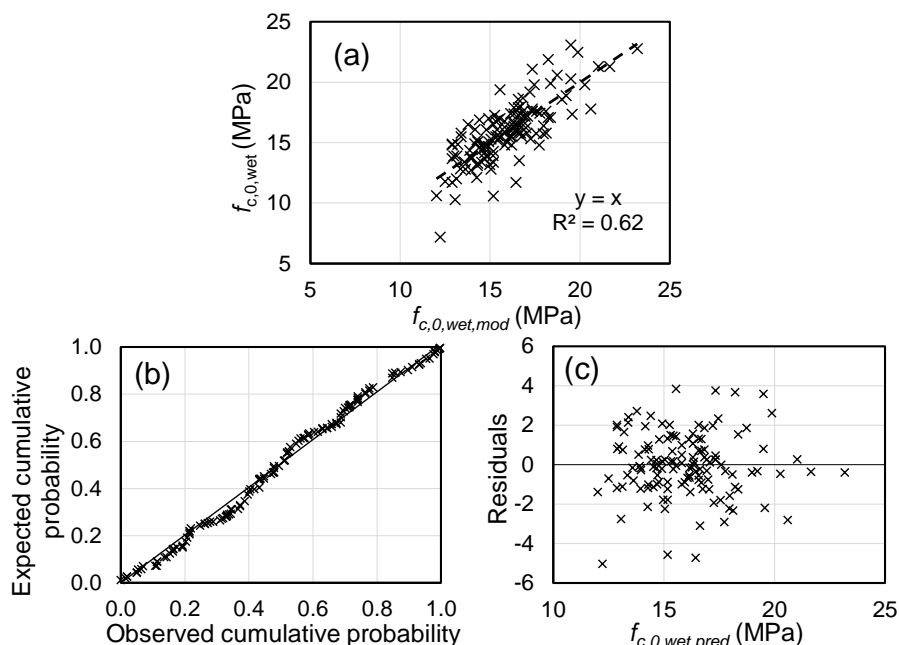 (a)
25
20
15
10
5
f c,0,wet (MPa)
y = x
R² = 0.62
5 10 15 20 25
f c,0,wet,mod (MPa)
(b)
1.0
0.8
0.6
0.4
0.2
0.0
Expected cumulative
probability
0.0 0.2 0.4 0.6 0.8 1.0
Observed cumulative probability
(c)
6
4
2
0
-2
-4
-6
Residuals
10 15 20 25
f c,0,wet,pred (MPa)